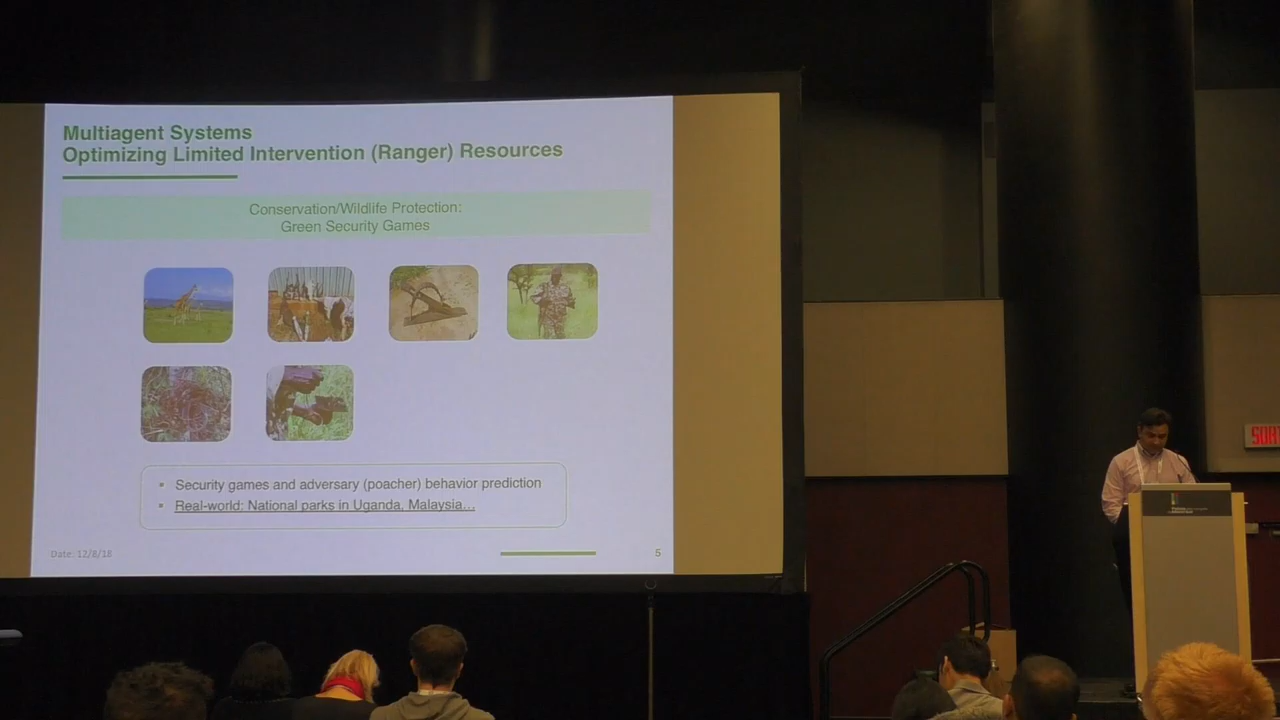 Multiagent Systems
Optimizing Limited Intervention (Ranger) Resources
Conservation/Wildlife Protection:
Green Security Games
▪ Security games and adversary (poacher) behavior prediction
▪ Real-world: National parks in Uganda, Malaysia...
Date: 12/8/18
5